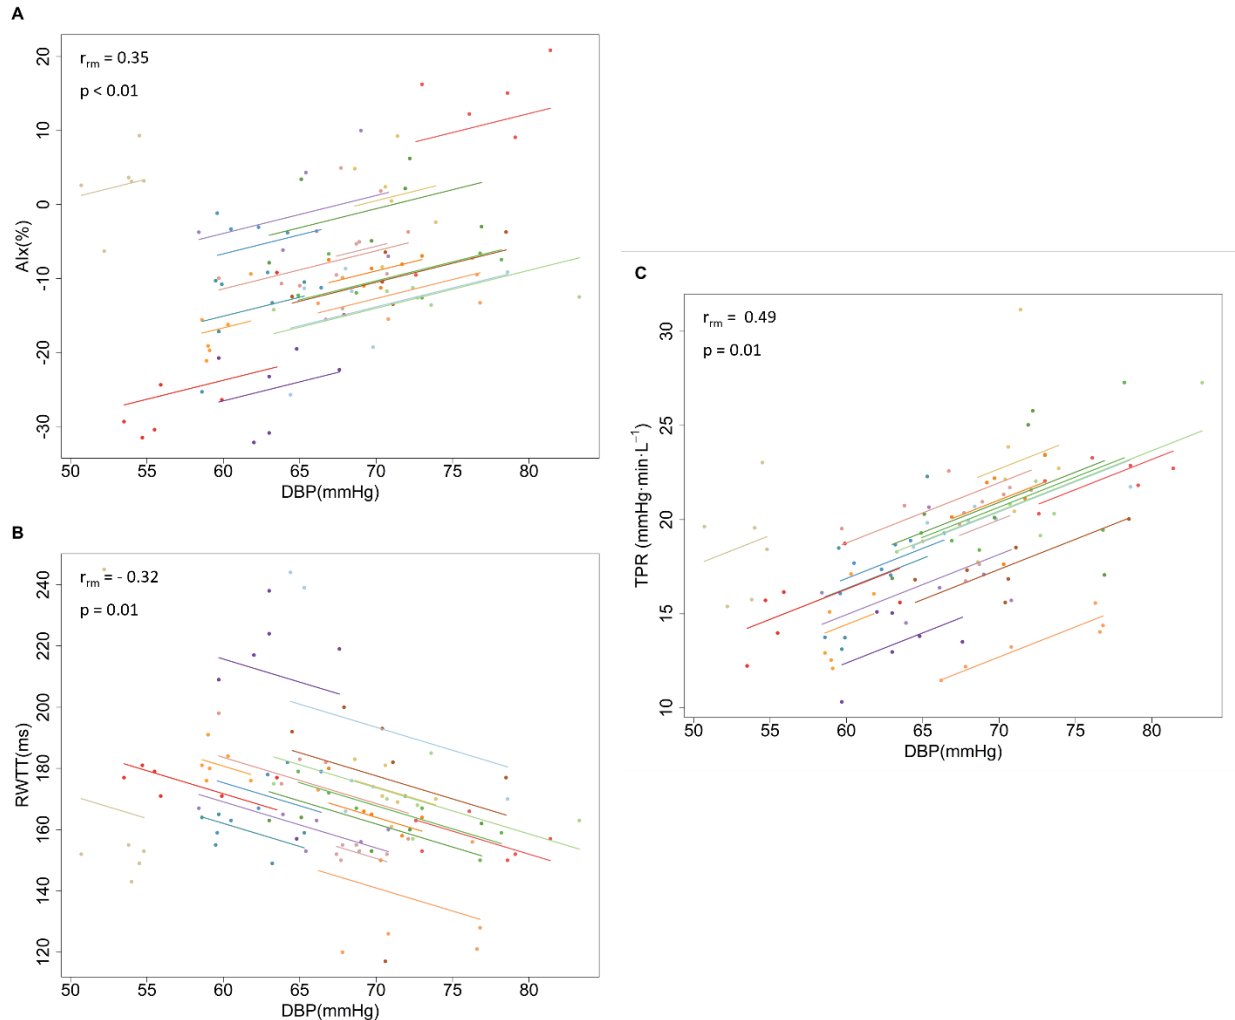 A
r_rm = 0.35
p < 0.01
20
10
0
-10
-20
-30
AIx(%)
50 55 60 65 70 75 80
DBP(mmHg)
B
r_rm = - 0.32
p = 0.01
240
220
200
180
160
140
120
RWTT(ms)
50 55 60 65 70 75 80
DBP(mmHg)
C
r_rm = 0.49
p = 0.01
30
25
20
15
10
TPR (mmHg·min·L⁻¹)
50 55 60 65 70 75 80
DBP(mmHg)